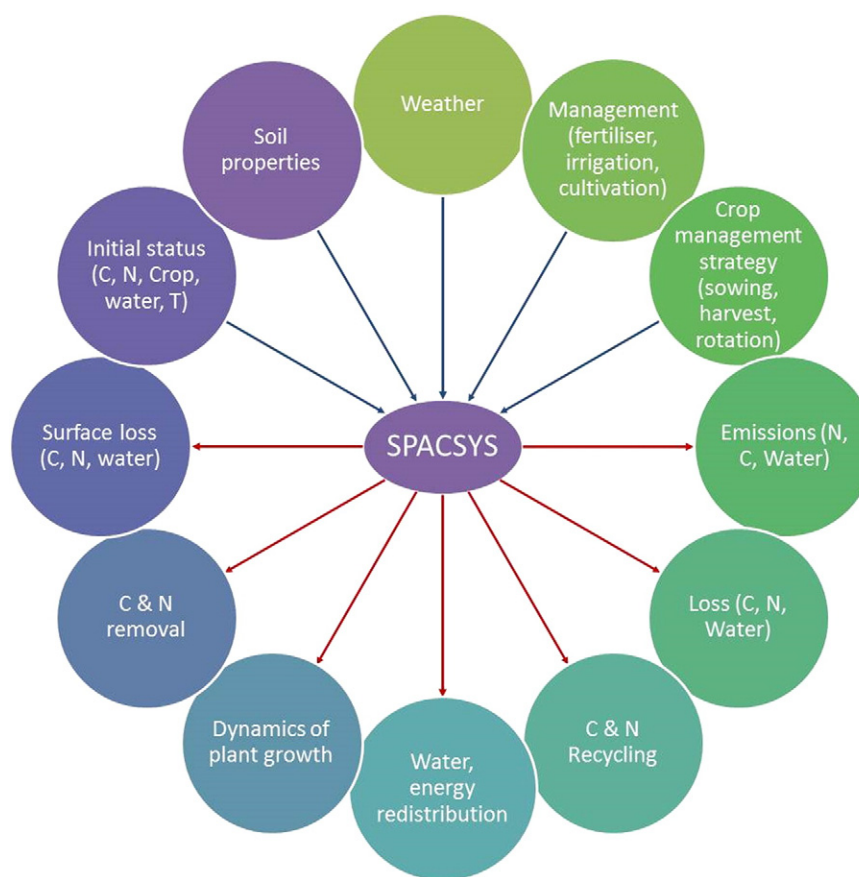 Weather
Management
(fertiliser,
irrigation,
cultivation)
Soil
properties
Crop
management
strategy
(sowing,
harvest,
rotation)
Initial status
(C, N, Crop,
water, T)
SPACSYS
Surface loss
(C, N, water)
Emissions (N,
C, Water)
C & N
removal
Loss (C, N,
Water)
Dynamics of
plant growth
Water,
energy
redistribution
C & N
Recycling